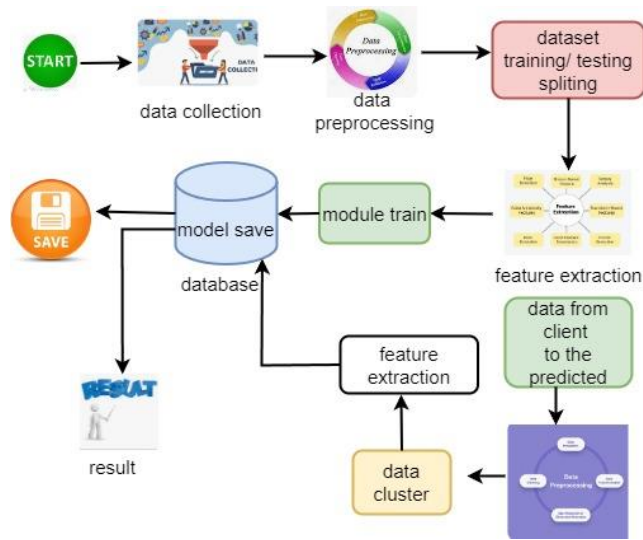 START
DATA
COLLECTI
data collection
Data
Preprocessing
data
preprocessing
dataset
training/ testing
spliting
Feature
Extraction
feature extraction
module train
model save
database
SAVE
RESULT
result
data from
client
to the
predicted
Data
Preprocessing
data
cluster
feature
extraction